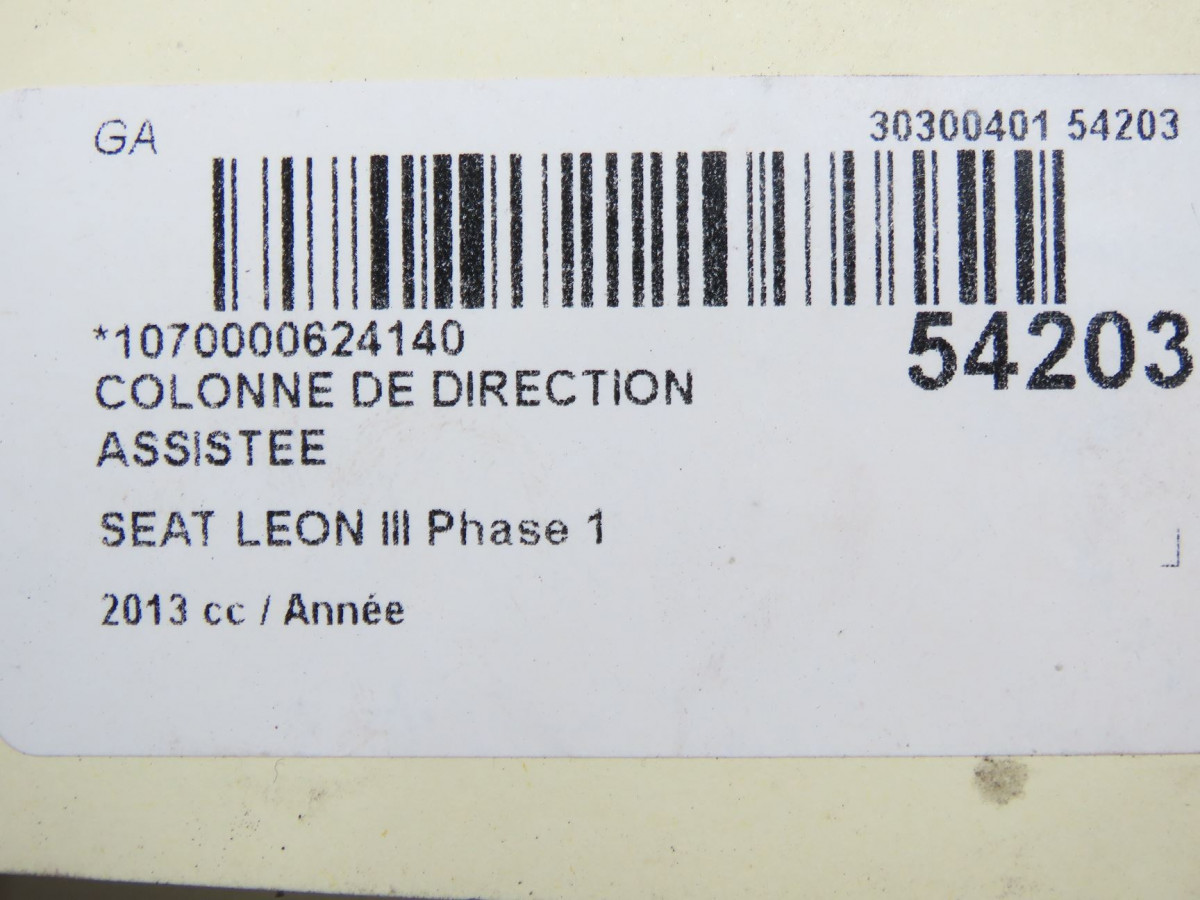 GA
30300401 54203
*1070000624140
54203
COLONNE DE DIRECTION
ASSISTEE
SEAT LEON III Phase 1
2013 cc / Année